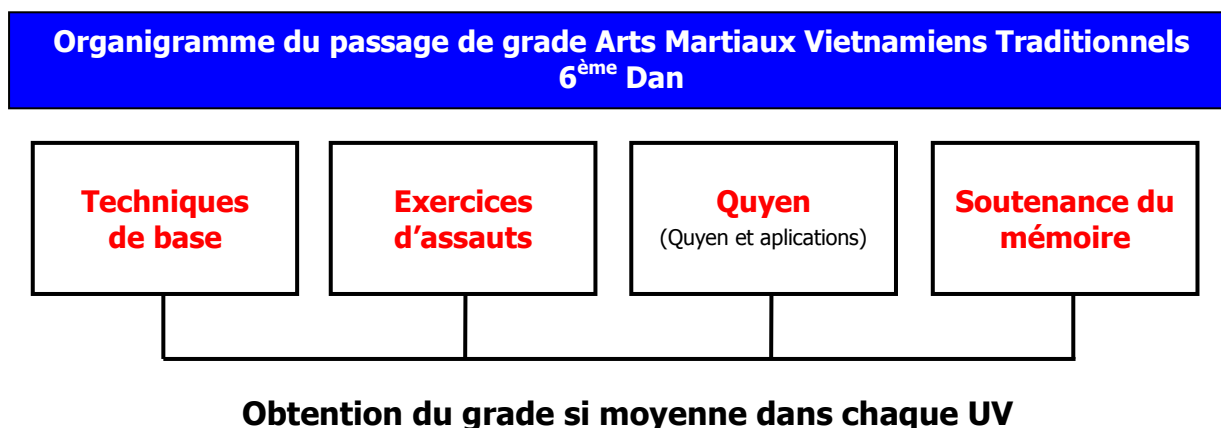 Organigramme du passage de grade Arts Martiaux Vietnamiens Traditionnels
6ème Dan
Techniques
de base
Exercices
d'assauts
Quyen
(Quyen et aplications)
Soutenance du
mémoire
Obtention du grade si moyenne dans chaque UV